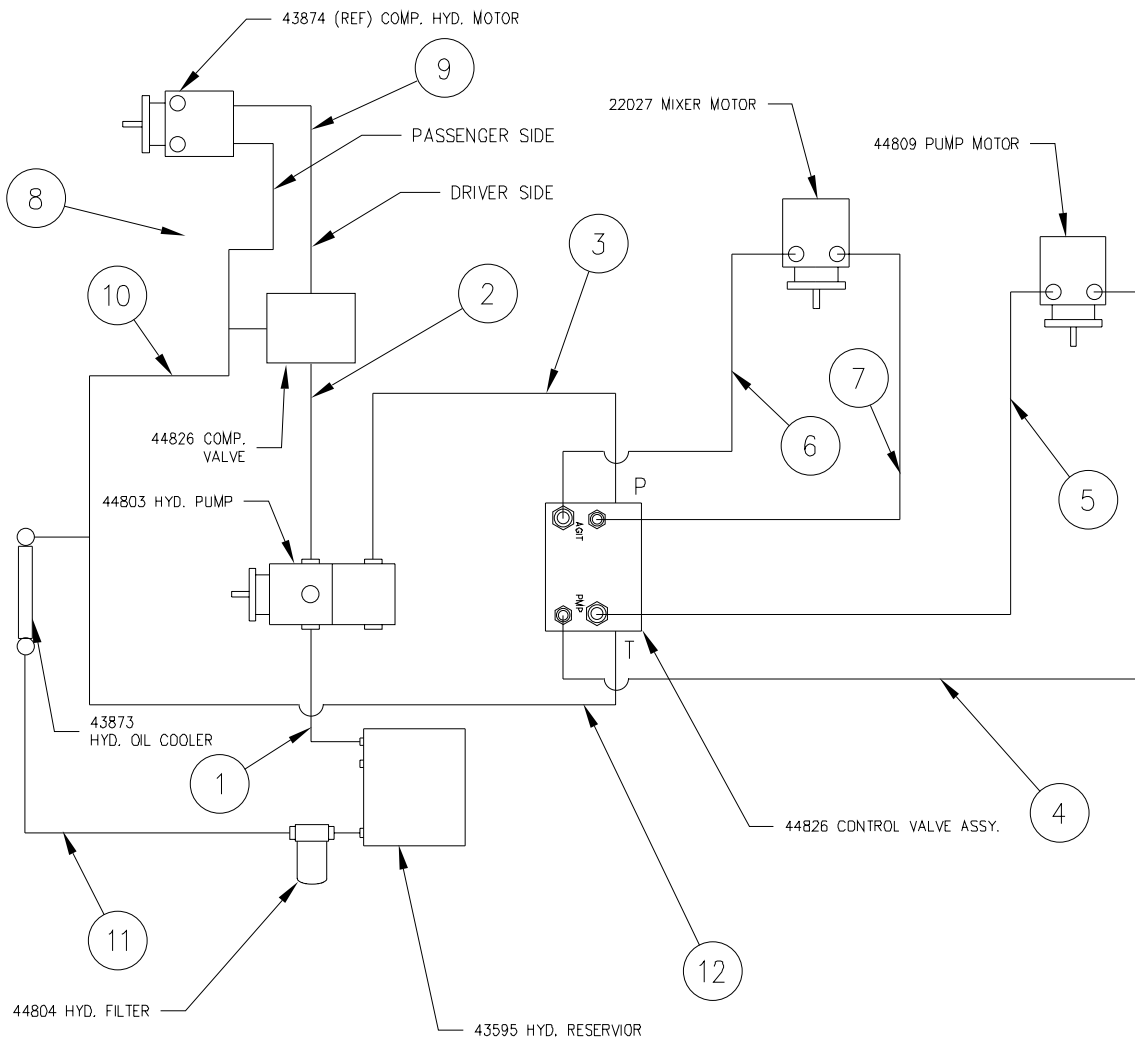 43874 (REF) COMP. HYD. MOTOR
9
22027 MIXER MOTOR
PASSENGER SIDE
44809 PUMP MOTOR
8
DRIVER SIDE
3
10
2
7
44826 COMP.
VALVE
6
P
44803 HYD. PUMP
5
AGIT
PMP
T
43873
HYD. OIL COOLER
1
4
44826 CONTROL VALVE ASSY.
11
12
44804 HYD. FILTER
43595 HYD. RESERVIOR